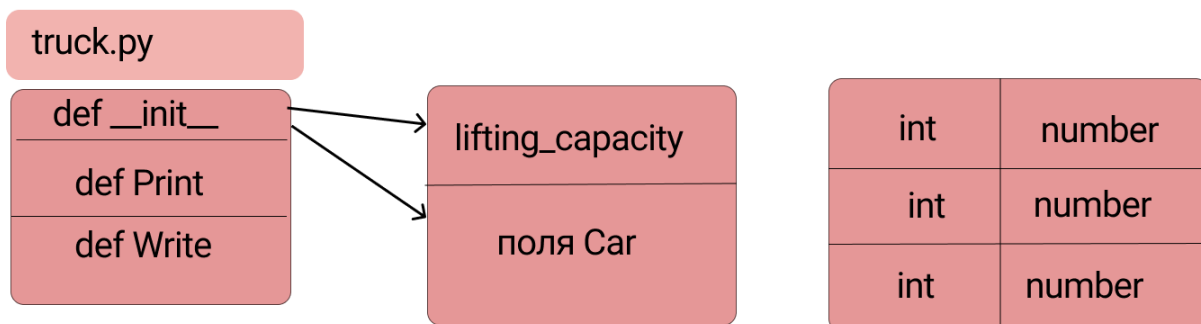 truck.py
def __init__
def Print
def Write
lifting_capacity
поля Car
int number
int number
int number